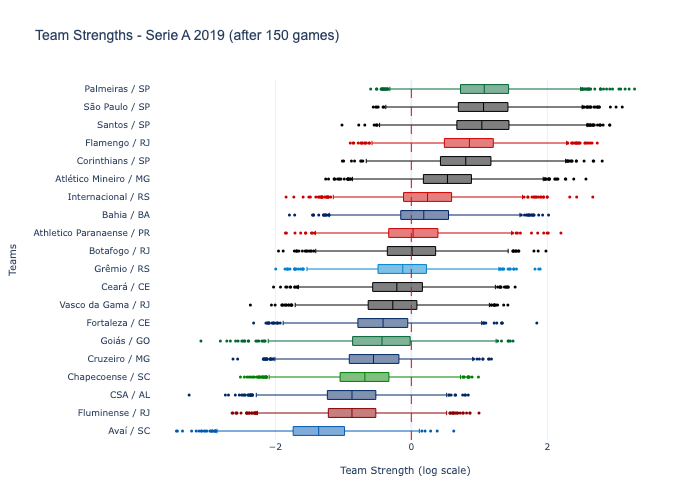 Team Strengths - Serie A 2019 (after 150 games)
Palmeiras / SP
São Paulo / SP
Santos / SP
Flamengo / RJ
Corinthians / SP
Atlético Mineiro / MG
Internacional / RS
Bahia / BA
Athletico Paranaense / PR
Botafogo / RJ
Grêmio / RS
Ceará / CE
Vasco da Gama / RJ
Fortaleza / CE
Goiás / GO
Cruzeiro / MG
Chapecoense / SC
CSA / AL
Fluminense / RJ
Avaí / SC
Teams
−2 0 2
Team Strength (log scale)